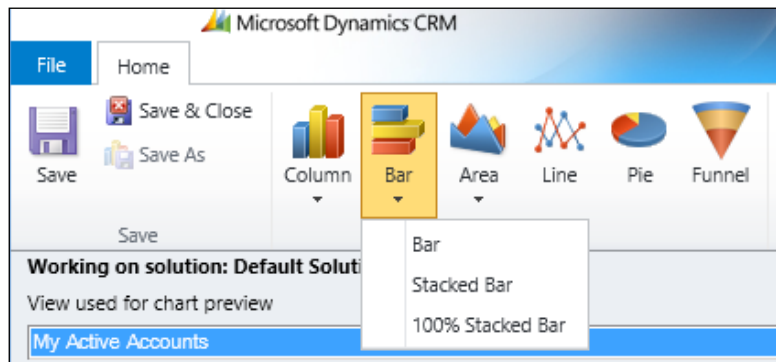 Microsoft Dynamics CRM
File Home
Save & Close
Save As
Save
Column Bar Area Line Pie Funnel
Save
Bar
Stacked Bar
100% Stacked Bar
Working on solution: Default Soluti
View used for chart preview
My Active Accounts